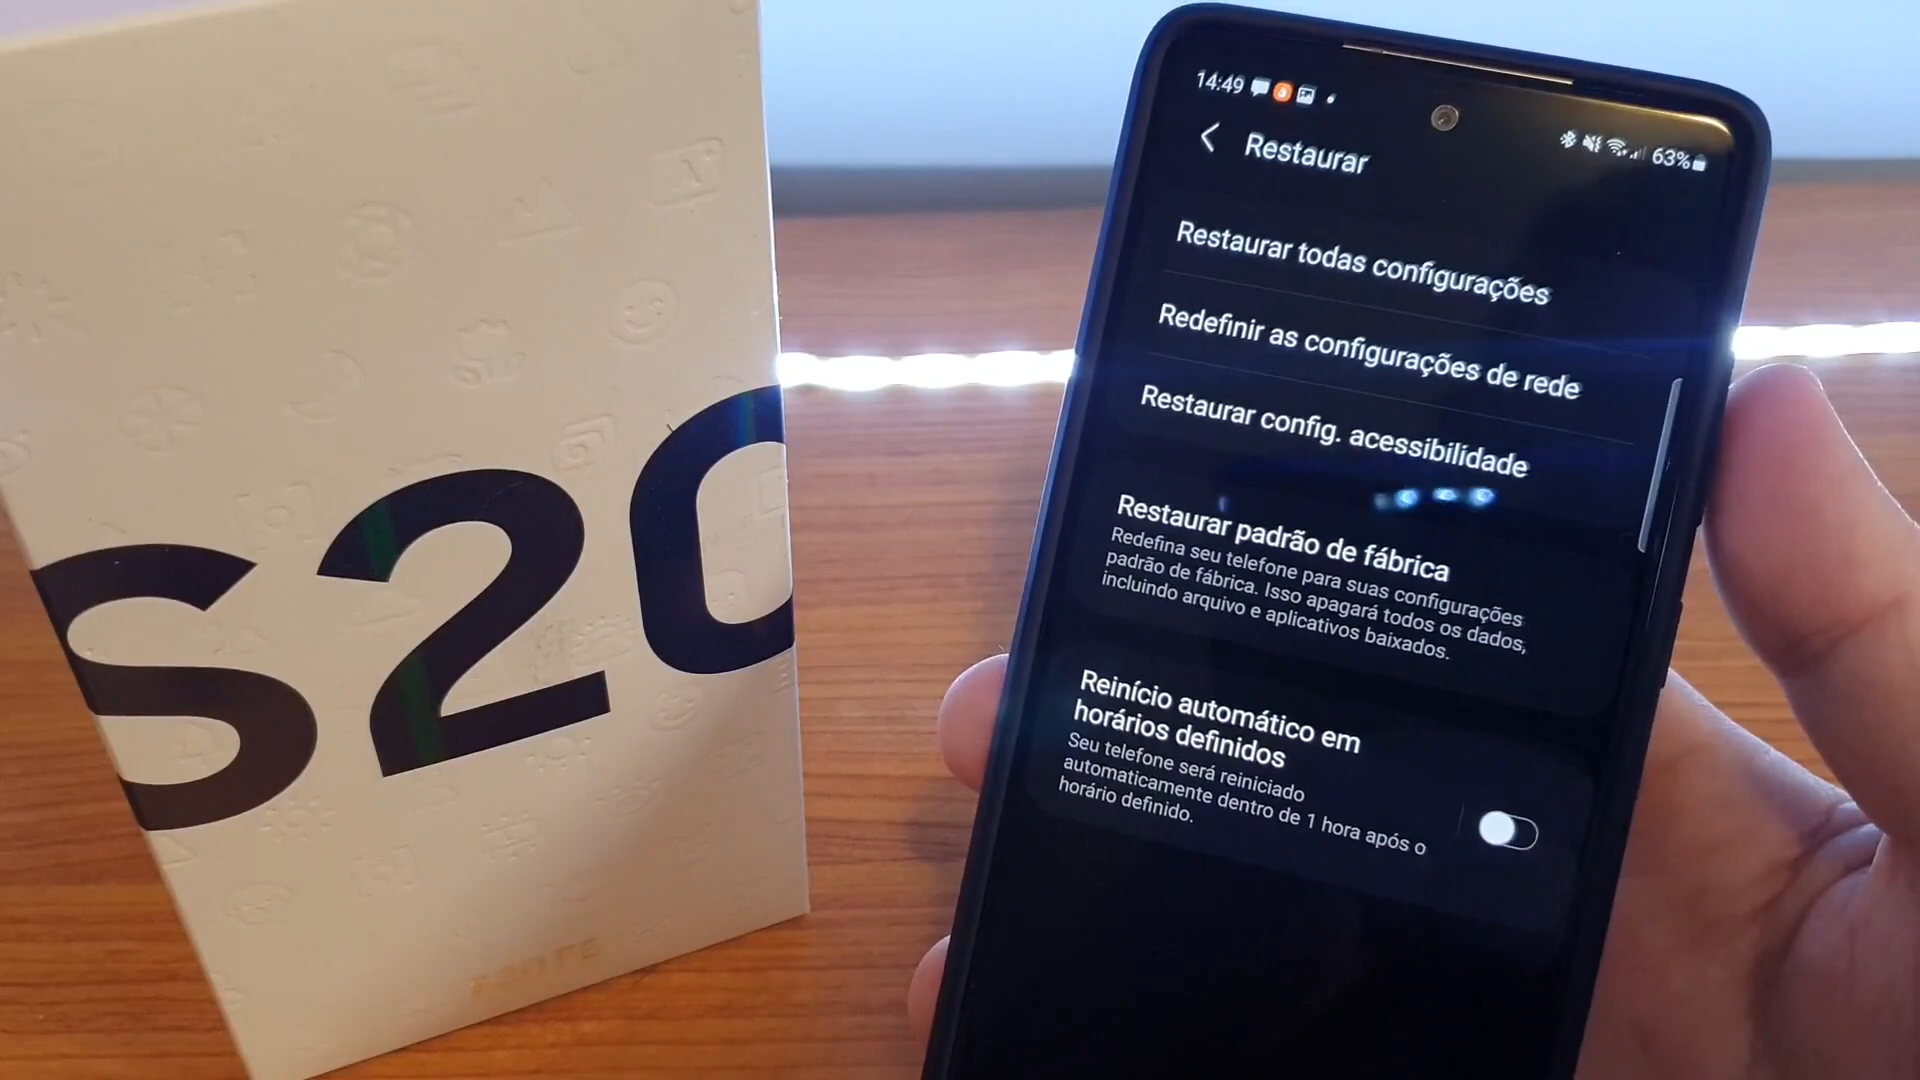 S20
S20 FE
14:49
63%
Restaurar
Restaurar todas configurações
Redefinir as configurações de rede
Restaurar config. acessibilidade
Restaurar padrão de fábrica
Redefina seu telefone para suas configurações
padrão de fábrica. Isso apagará todos os dados,
incluindo arquivo e aplicativos baixados.
Reinício automático em
horários definidos
Seu telefone será reiniciado
automaticamente dentro de 1 hora após o
horário definido.